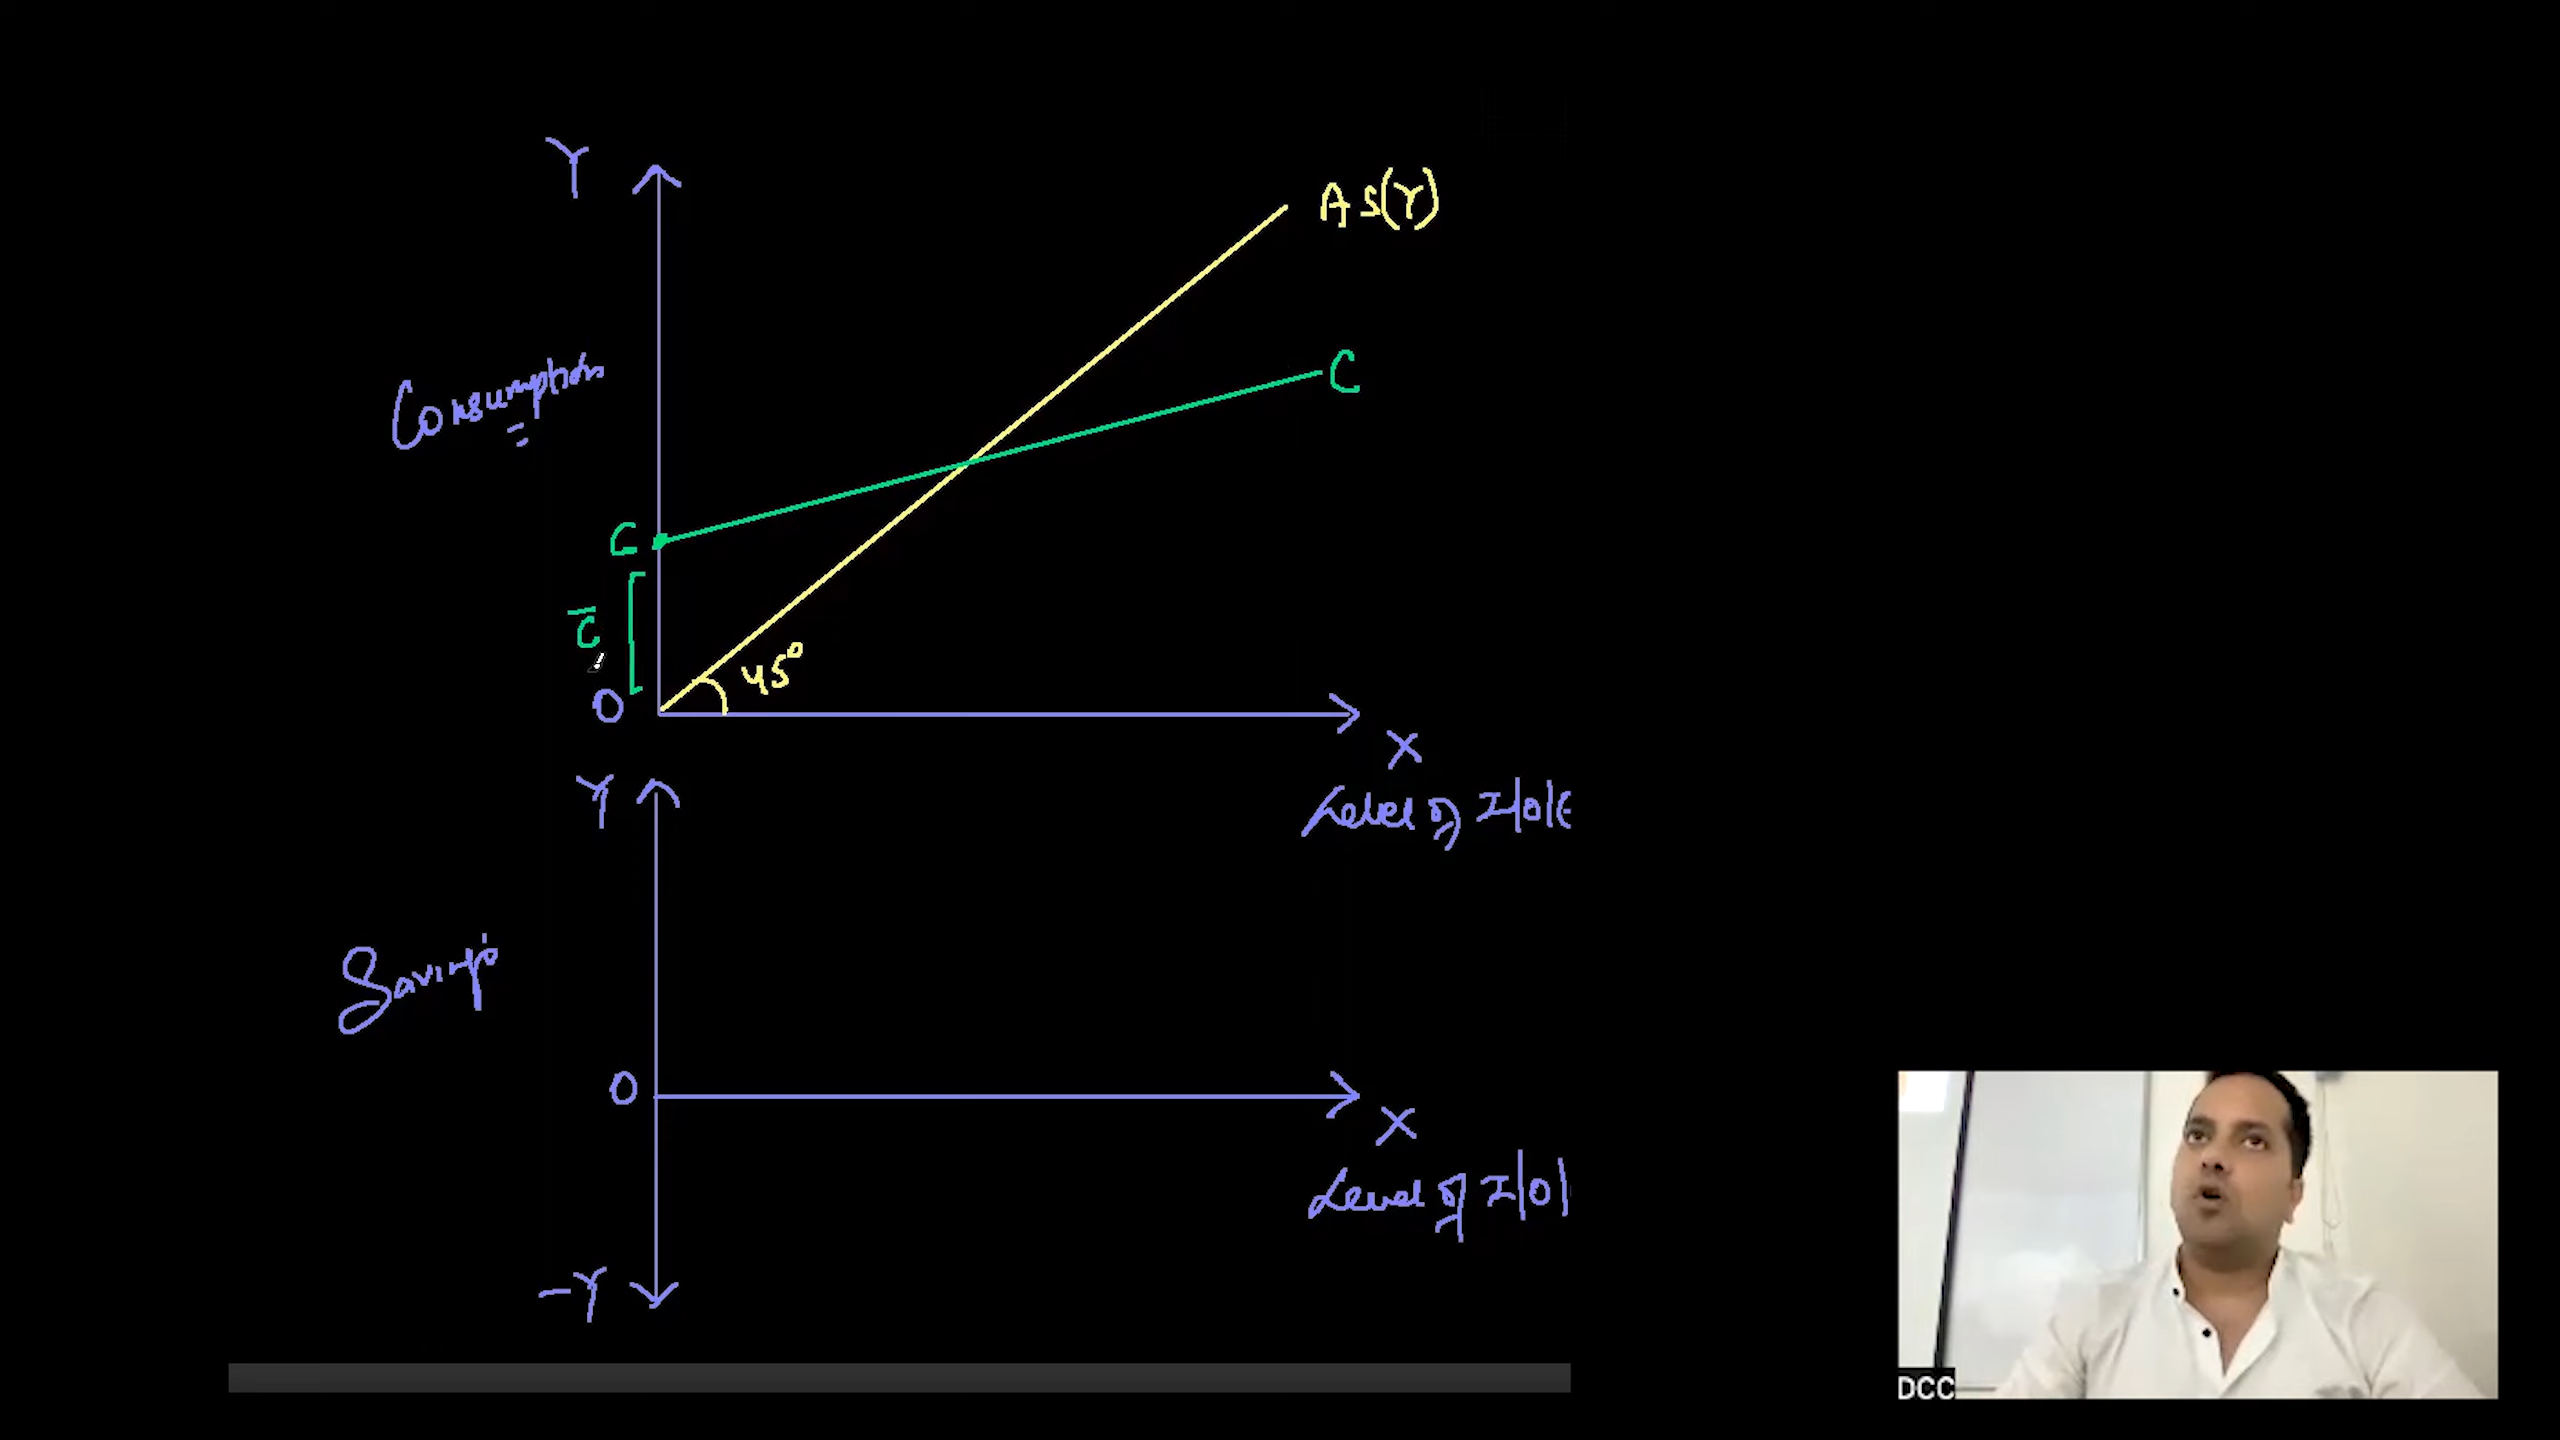 Y
AS(Y)
Consumption
C
C
C̅
45°
O
X
Y
Level of I|O|E
Savings
O
X
Level of I|O|
-Y
DCC